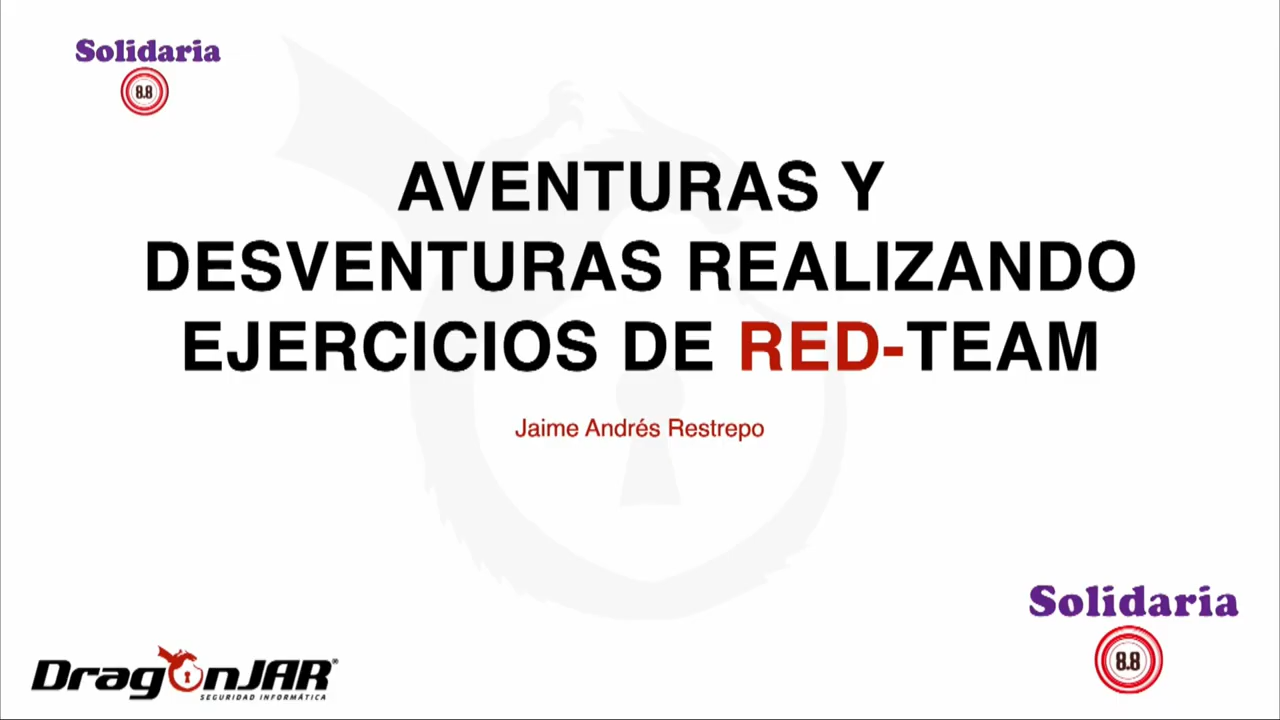 Solidaria
8.8
AVENTURAS Y
DESVENTURAS REALIZANDO
EJERCICIOS DE RED-TEAM
Jaime Andrés Restrepo
DragonJAR®
SEGURIDAD INFORMÁTICA
Solidaria
8.8